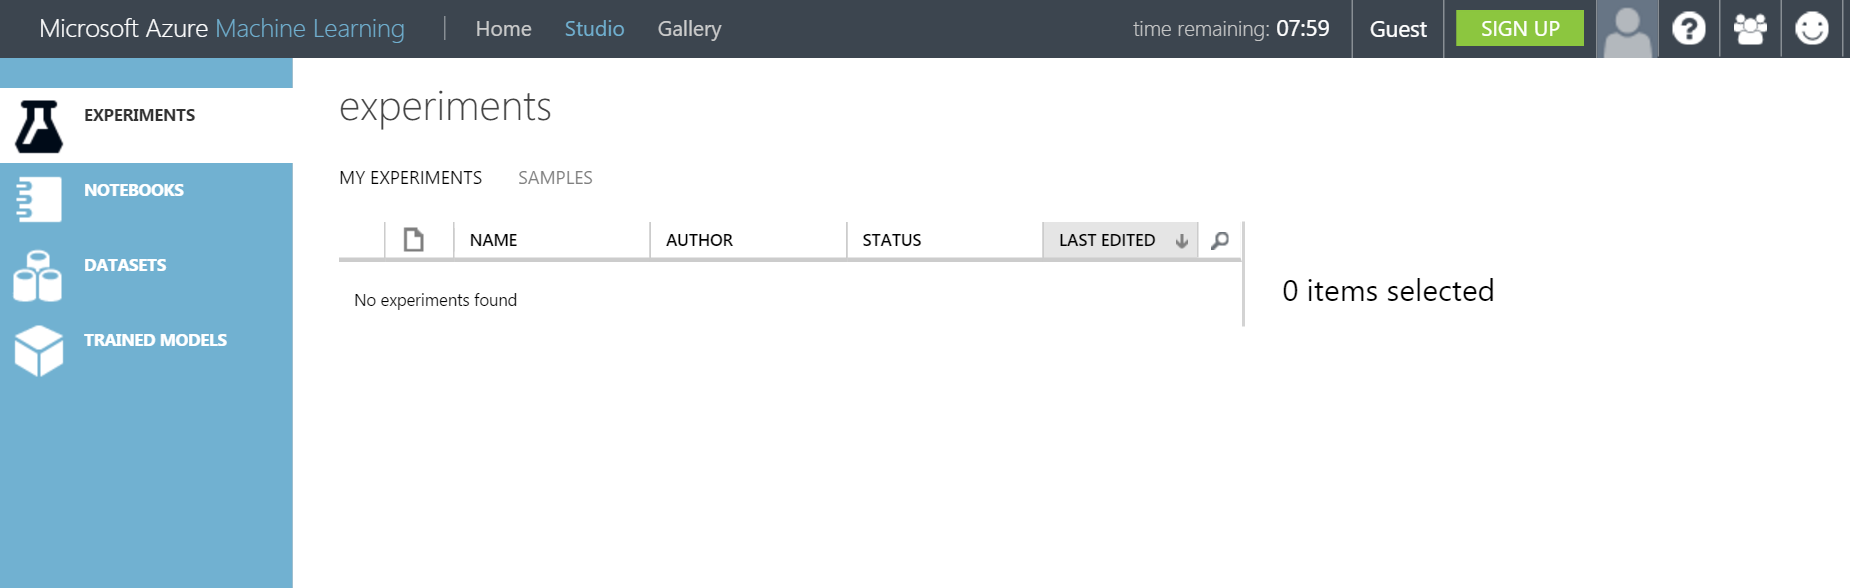 Microsoft Azure Machine Learning Home Studio Gallery time remaining: 07:59 Guest SIGN UP
EXPERIMENTS
NOTEBOOKS
DATASETS
TRAINED MODELS
experiments
MY EXPERIMENTS SAMPLES
NAME AUTHOR STATUS LAST EDITED
No experiments found
0 items selected